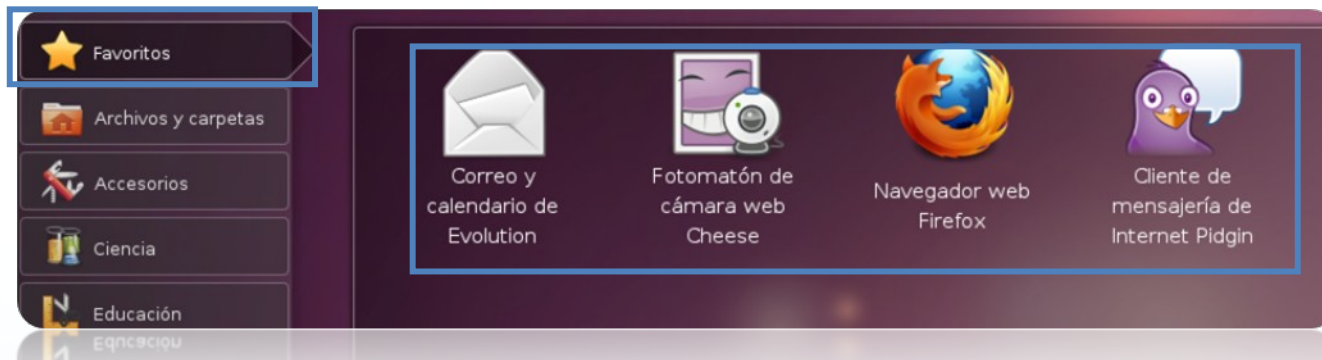 Favoritos
Archivos y carpetas
Accesorios
Ciencia
Educación
Correo y
calendario de
Evolution
Fotomatón de
cámara web
Cheese
Navegador web
Firefox
Cliente de
mensajería de
Internet Pidgin